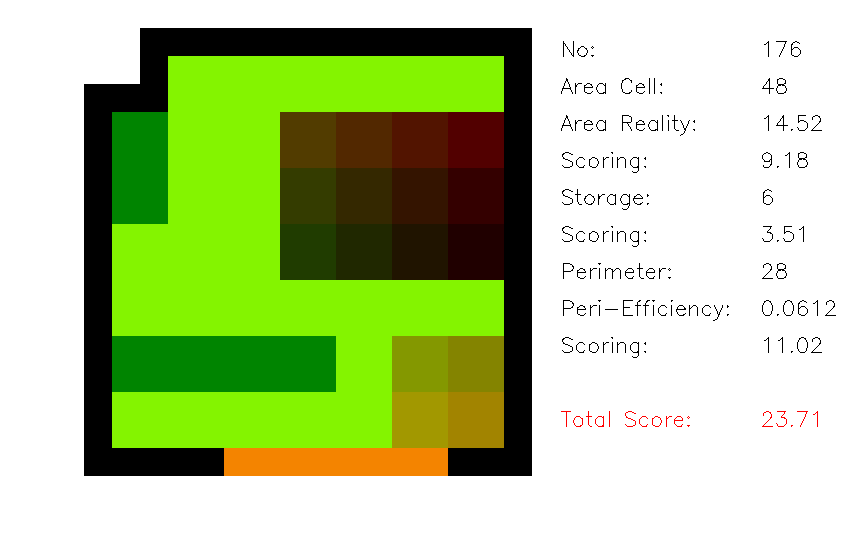 No: 176
Area Cell: 48
Area Reality: 14.52
Scoring: 9.18
Storage: 6
Scoring: 3.51
Perimeter: 28
Peri-Efficiency: 0.0612
Scoring: 11.02
Total Score: 23.71